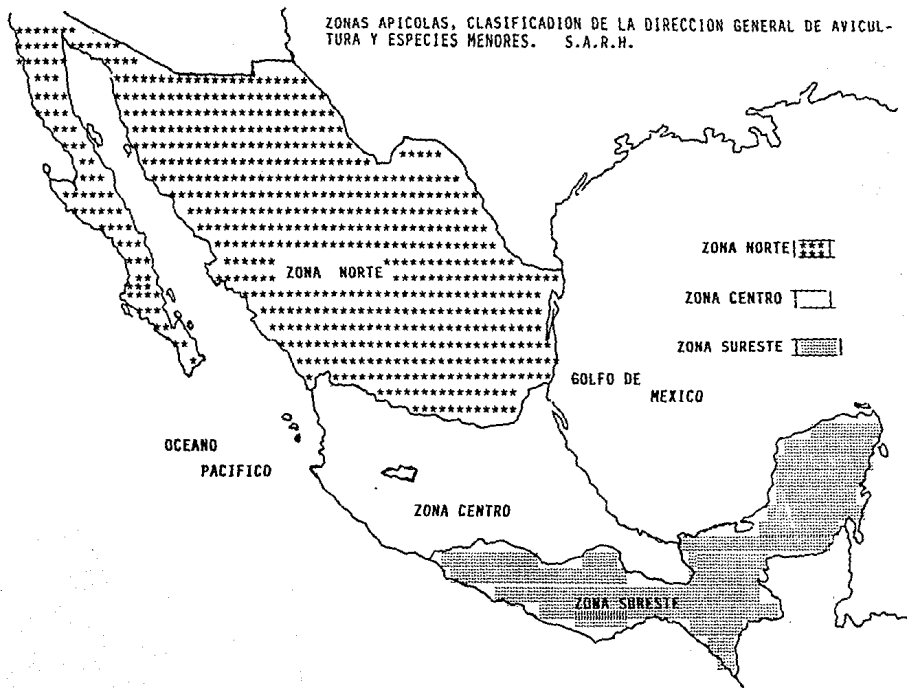 ZONAS APICOLAS, CLASIFICADION DE LA DIRECCION GENERAL DE AVICUL-
TURA Y ESPECIES MENORES.   S.A.R.H.
ZONA NORTE
ZONA NORTE
ZONA CENTRO
ZONA SURESTE
GOLFO DE
MEXICO
OCEANO
PACIFICO
ZONA CENTRO
ZONA SURESTE